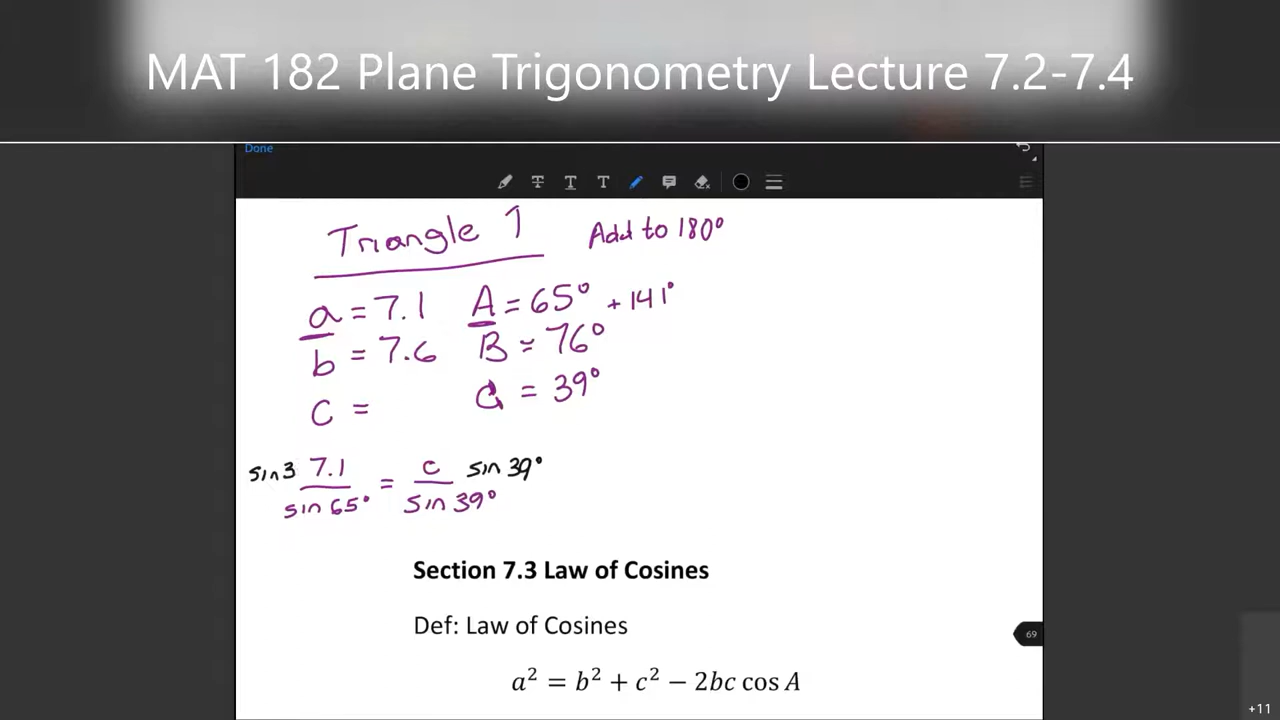 MAT 182 Plane Trigonometry Lecture 7.2-7.4
Done
Triangle 1 Add to 180°
a = 7.1 A = 65° + 141°
b = 7.6 B ≈ 76°
C = C = 39°
sin 3 7.1 / sin 65° = c / sin 39° sin 39°
Section 7.3 Law of Cosines
Def: Law of Cosines
69
a² = b² + c² − 2bc cos A
+11